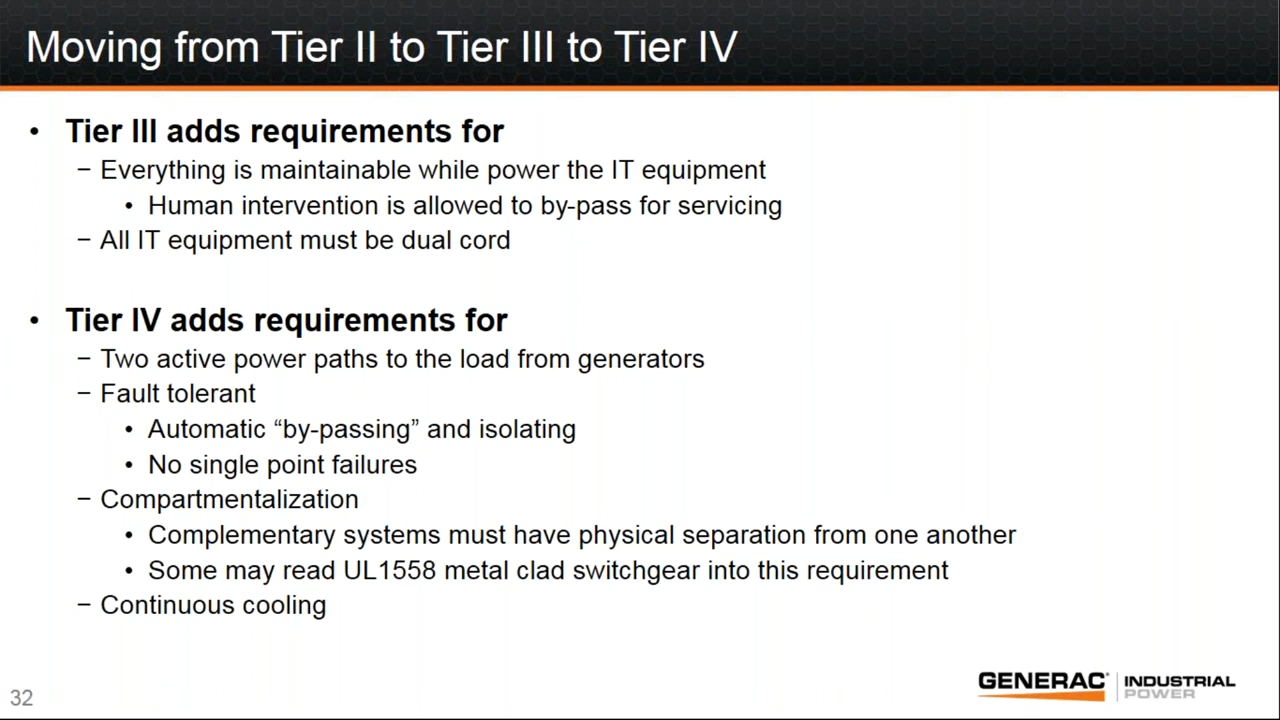 Moving from Tier II to Tier III to Tier IV
• Tier III adds requirements for
− Everything is maintainable while power the IT equipment
• Human intervention is allowed to by-pass for servicing
− All IT equipment must be dual cord
• Tier IV adds requirements for
− Two active power paths to the load from generators
− Fault tolerant
• Automatic “by-passing” and isolating
• No single point failures
− Compartmentalization
• Complementary systems must have physical separation from one another
• Some may read UL1558 metal clad switchgear into this requirement
− Continuous cooling
32
GENERAC® INDUSTRIAL
POWER